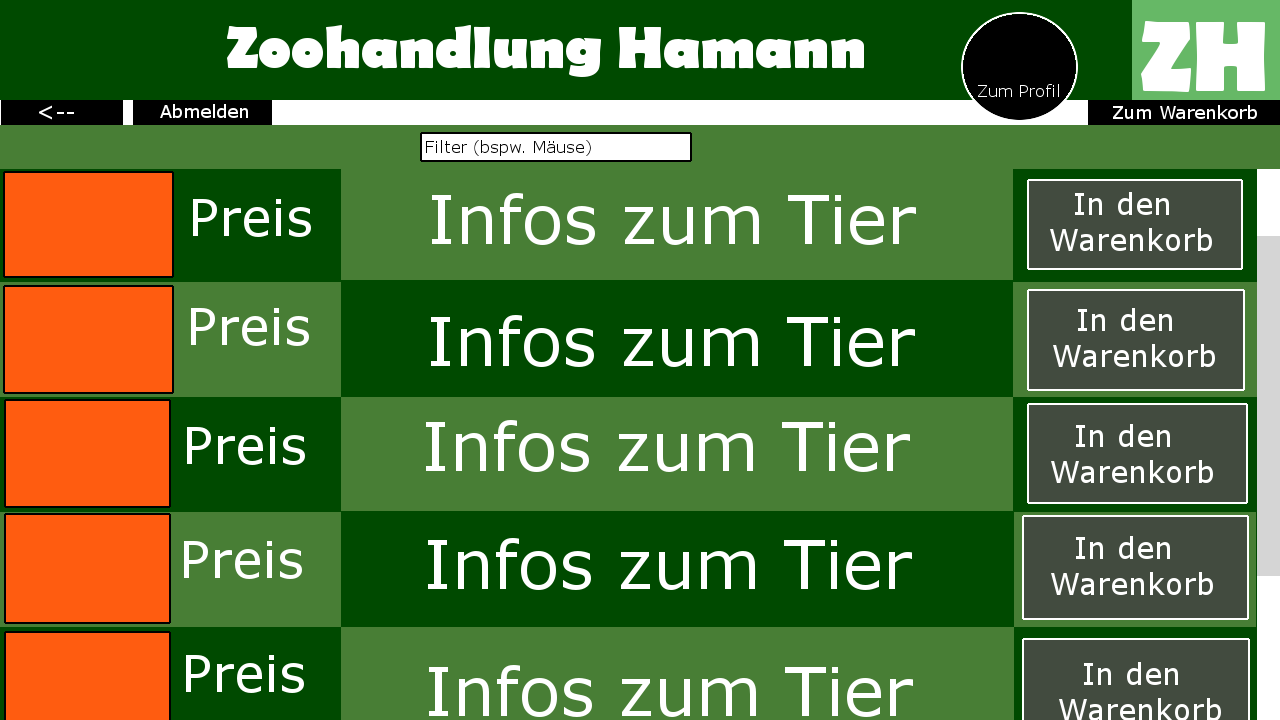 Zoohandlung Hamann
ZH
Zum Profil
<--
Abmelden
Zum Warenkorb
Filter (bspw. Mäuse)
Preis
Infos zum Tier
In den
Warenkorb
Preis
Infos zum Tier
In den
Warenkorb
Preis
Infos zum Tier
In den
Warenkorb
Preis
Infos zum Tier
In den
Warenkorb
Preis
Infos zum Tier
In den
Warenkorb